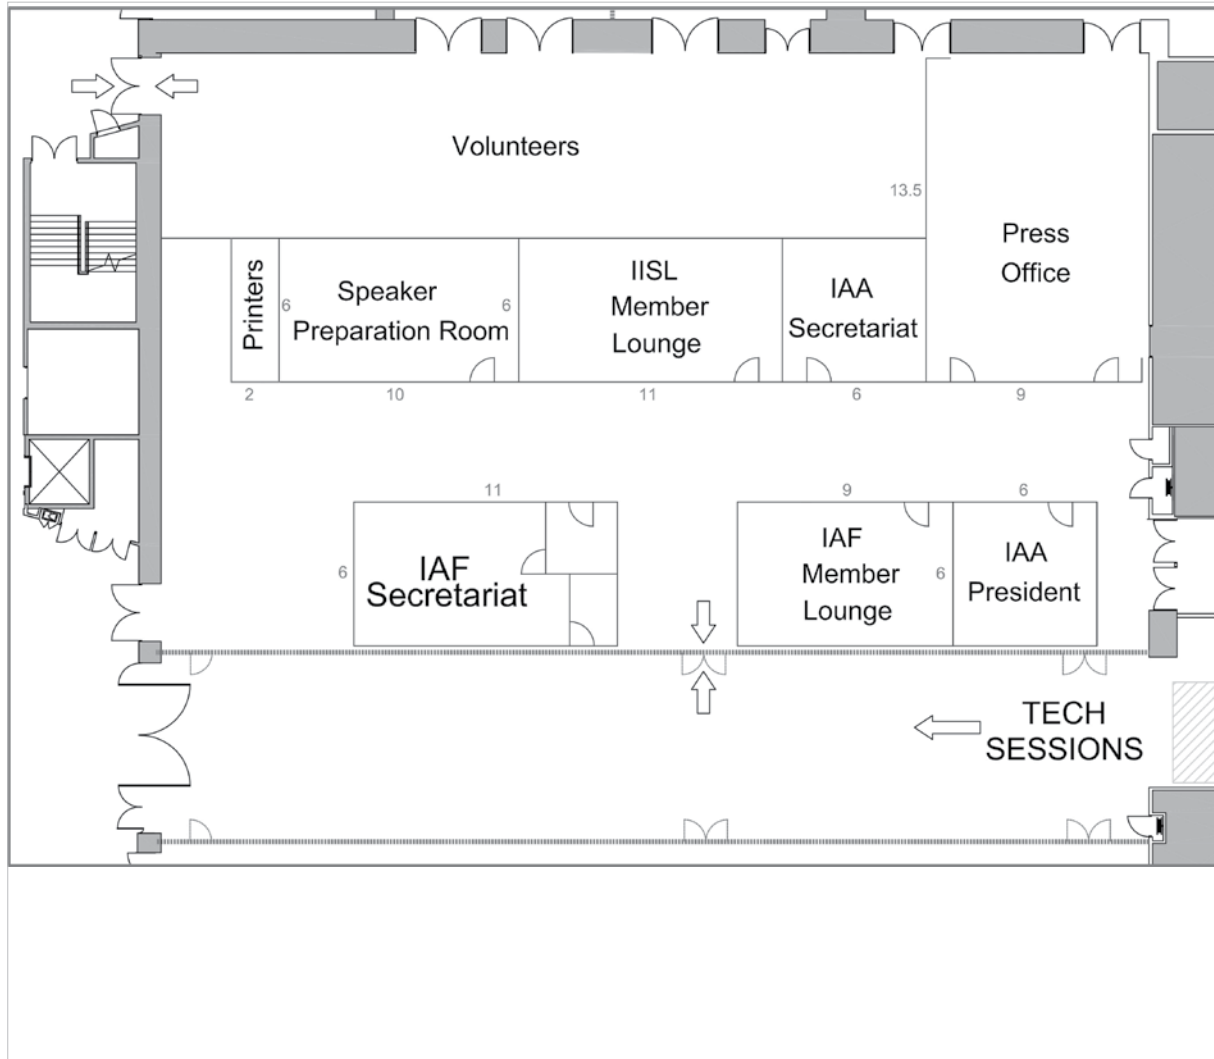 Volunteers
13.5
Press
Office
Printers
6
Speaker
Preparation Room
6
IISL
Member
Lounge
IAA
Secretariat
2
10
11
6
9
11
9
6
6
IAF
Secretariat
IAF
Member
Lounge
6
IAA
President
TECH
SESSIONS